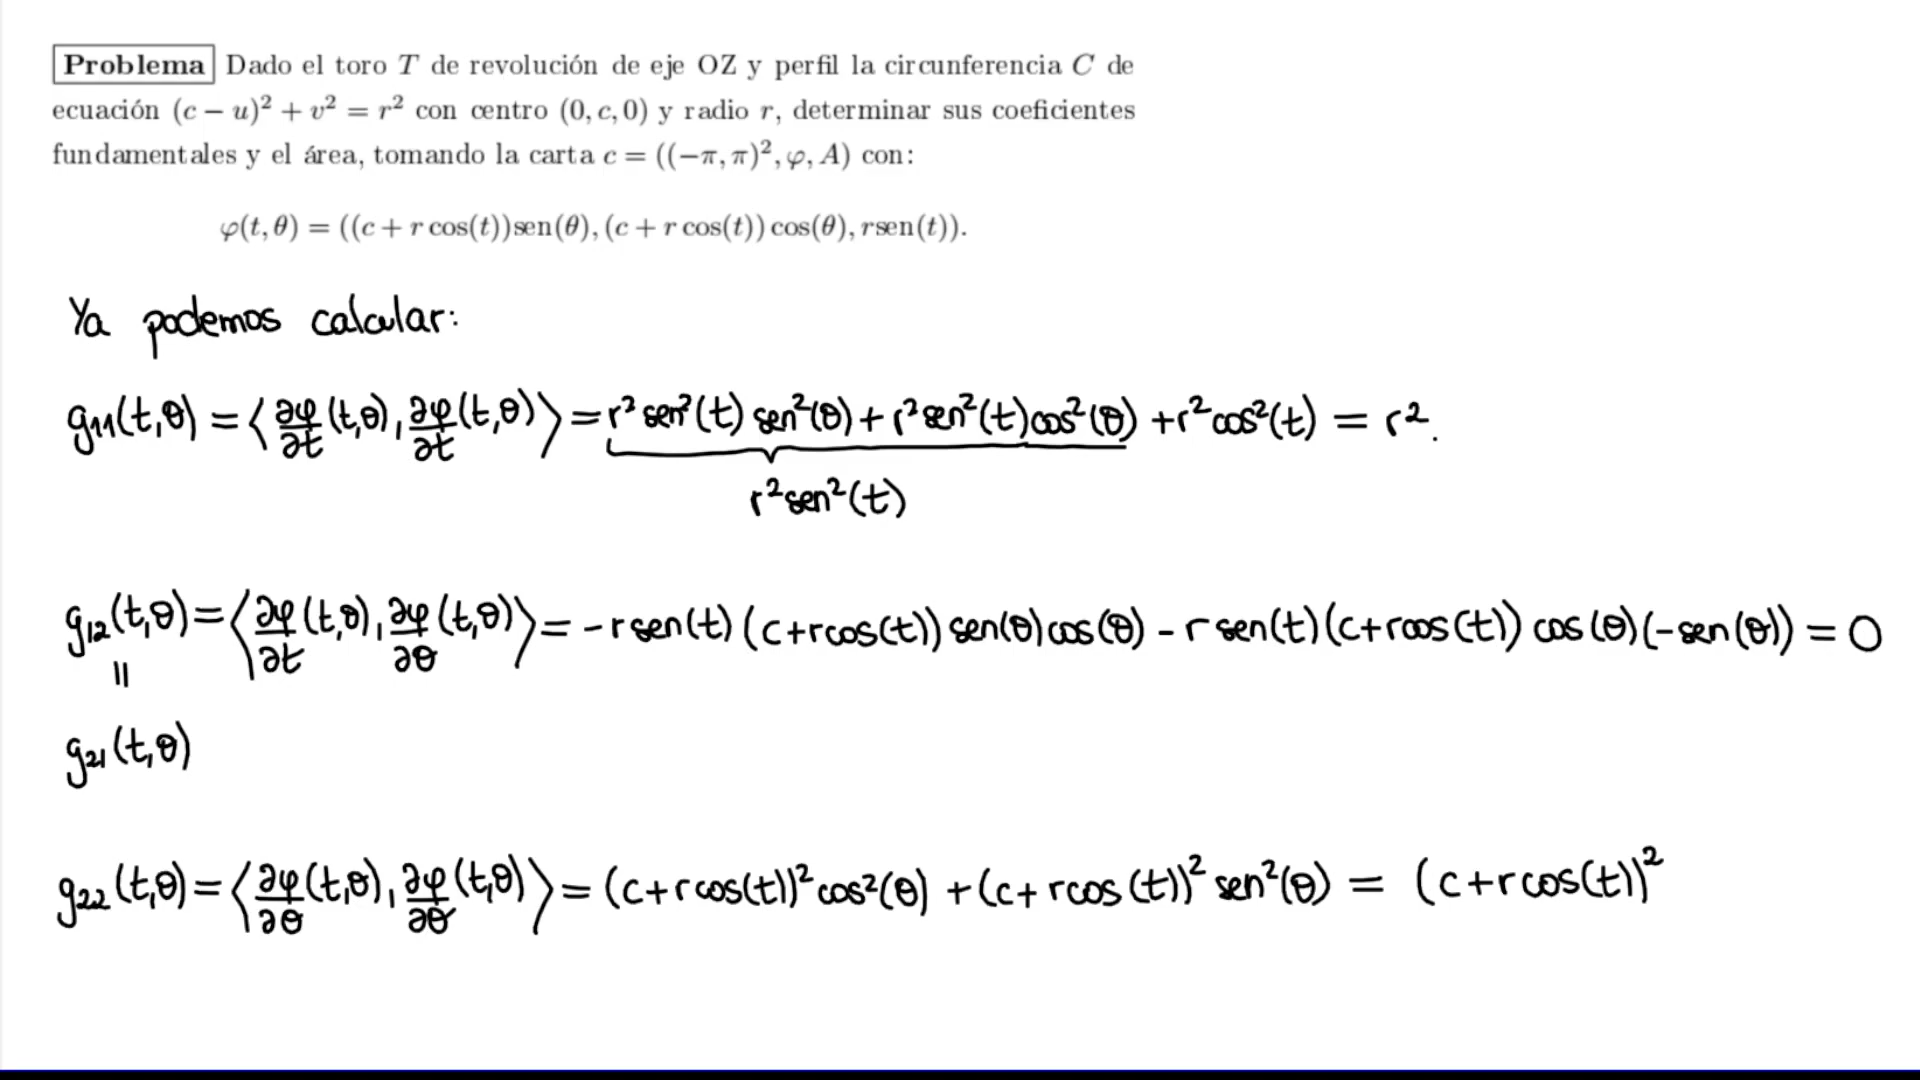 Problema Dado el toro T de revolución de eje OZ y perfil la circunferencia C de
ecuación (c − u)² + v² = r² con centro (0, c, 0) y radio r, determinar sus coeficientes
fundamentales y el área, tomando la carta c = ((−π, π)², φ, A) con:
φ(t, θ) = ((c + r cos(t))sen(θ), (c + r cos(t)) cos(θ), rsen(t)).
Ya podemos calcular:
g₁₁(t,θ) = ⟨∂φ/∂t (t,θ), ∂φ/∂t (t,θ)⟩ = r² sen²(t) sen²(θ) + r² sen²(t) cos²(θ) + r² cos²(t) = r².
r² sen²(t)
g₁₂(t,θ) = ⟨∂φ/∂t (t,θ), ∂φ/∂θ (t,θ)⟩ = − r sen(t) (c + r cos(t)) sen(θ) cos(θ) − r sen(t) (c + r cos(t)) cos(θ) (− sen(θ)) = 0
||
g₂₁(t,θ)
g₂₂(t,θ) = ⟨∂φ/∂θ (t,θ), ∂φ/∂θ (t,θ)⟩ = (c + r cos(t))² cos²(θ) + (c + r cos(t))² sen²(θ) = (c + r cos(t))²